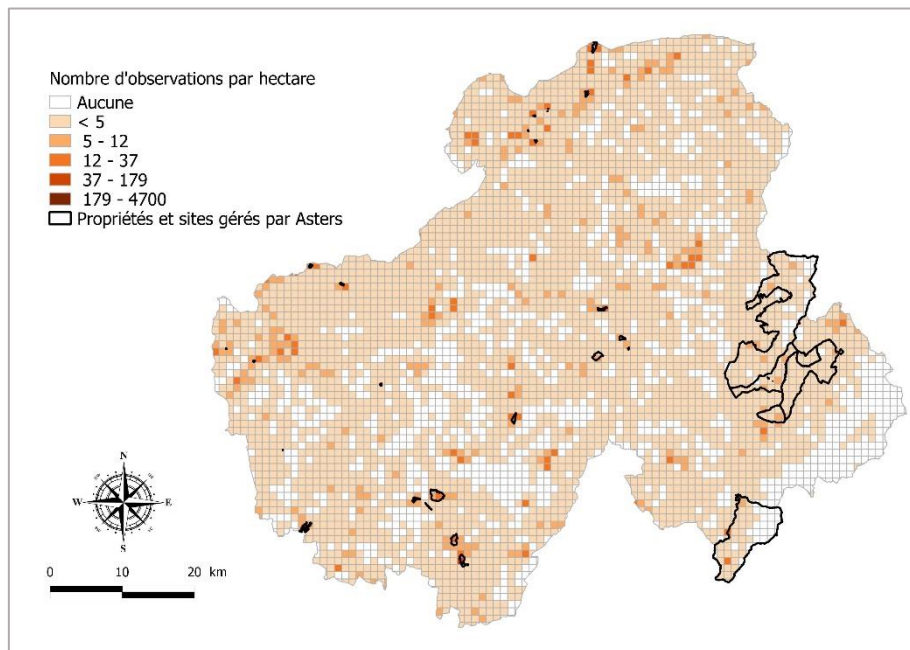 Nombre d'observations par hectare
Aucune
< 5
5 - 12
12 - 37
37 - 179
179 - 4700
Propriétés et sites gérés par Asters
N
W E
S
0 10 20 km